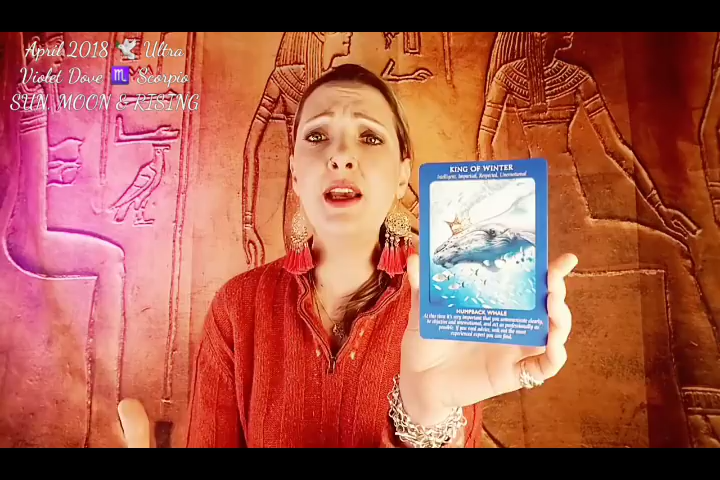 April 2018 🕊 Ultra
Violet Dove ♏ Scorpio
SUN, MOON & RISING
KING OF WINTER
Intelligent, Impartial, Respected, Unemotional
HUMPBACK WHALE
At this time it's very important that you communicate clearly,
be objective and unemotional, and act as professionally as
possible. If you need advice, seek out the most
experienced expert you can find.